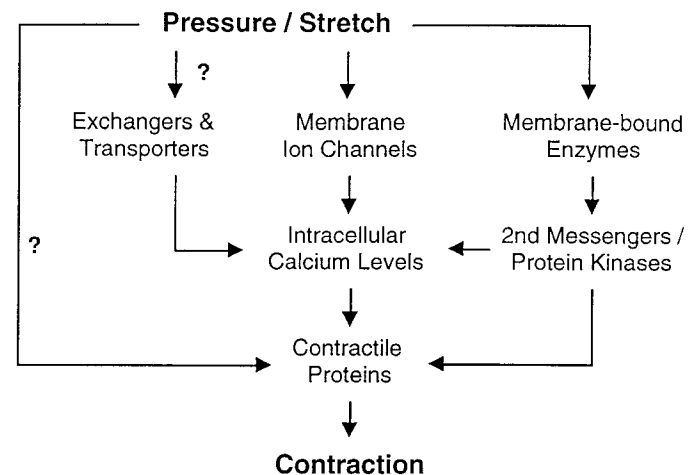 Pressure / Stretch
?
Exchangers &
Transporters
Membrane
Ion Channels
Membrane-bound
Enzymes
?
Intracellular
Calcium Levels
2nd Messengers /
Protein Kinases
Contractile
Proteins
Contraction